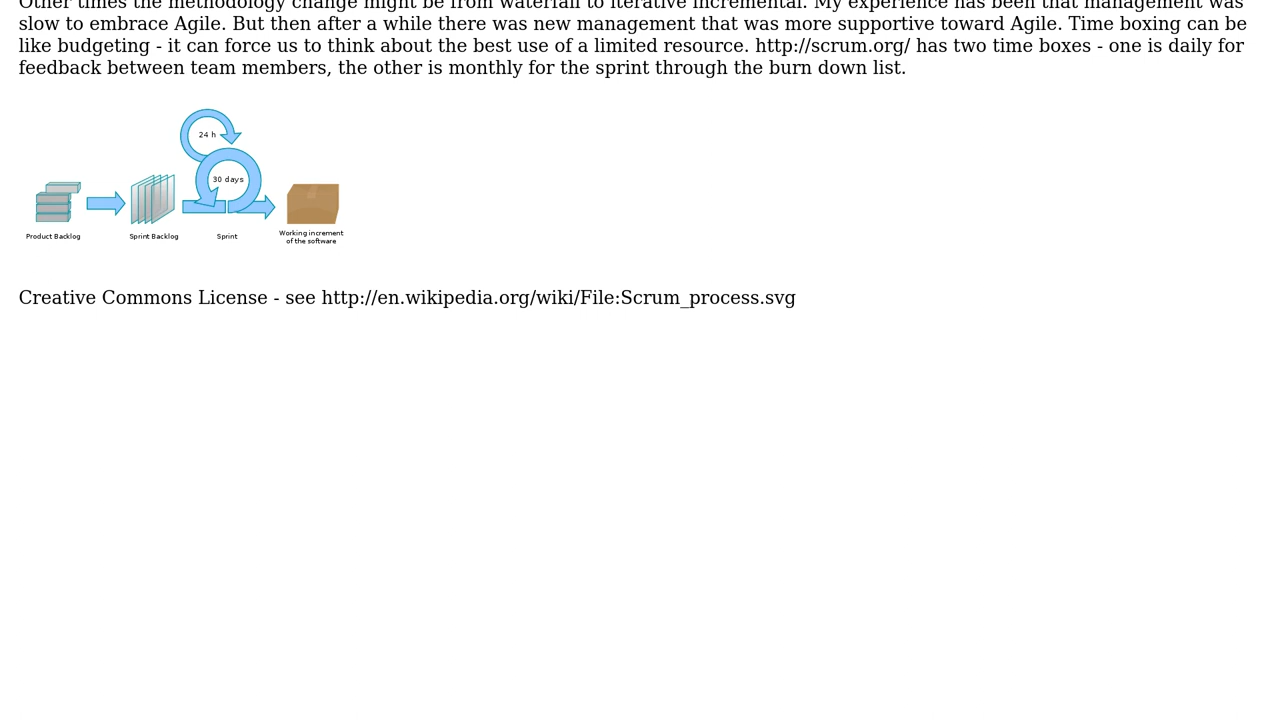 Other times the methodology change might be from waterfall to iterative incremental. My experience has been that management was
slow to embrace Agile. But then after a while there was new management that was more supportive toward Agile. Time boxing can be
like budgeting - it can force us to think about the best use of a limited resource. http://scrum.org/ has two time boxes - one is daily for
feedback between team members, the other is monthly for the sprint through the burn down list.
24 h
30 days
Product Backlog
Sprint Backlog
Sprint
Working increment
of the software
Creative Commons License - see http://en.wikipedia.org/wiki/File:Scrum_process.svg